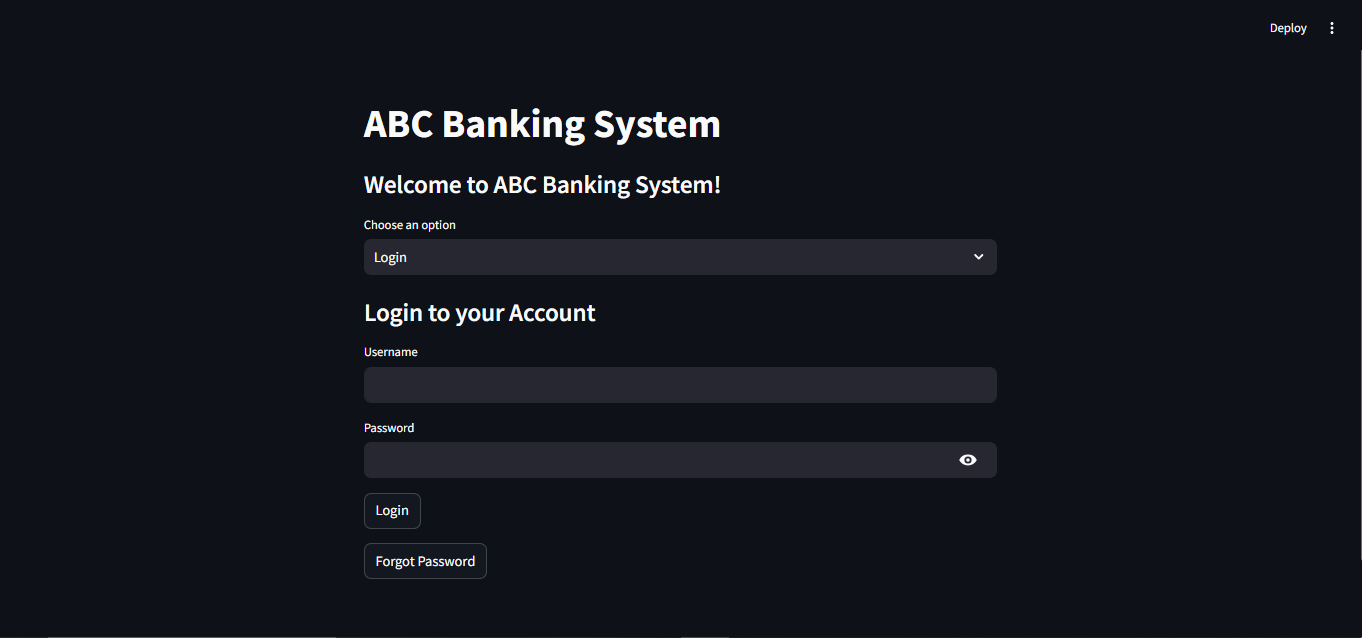 Deploy
ABC Banking System
Welcome to ABC Banking System!
Choose an option
Login
Login to your Account
Username
Password
Login
Forgot Password